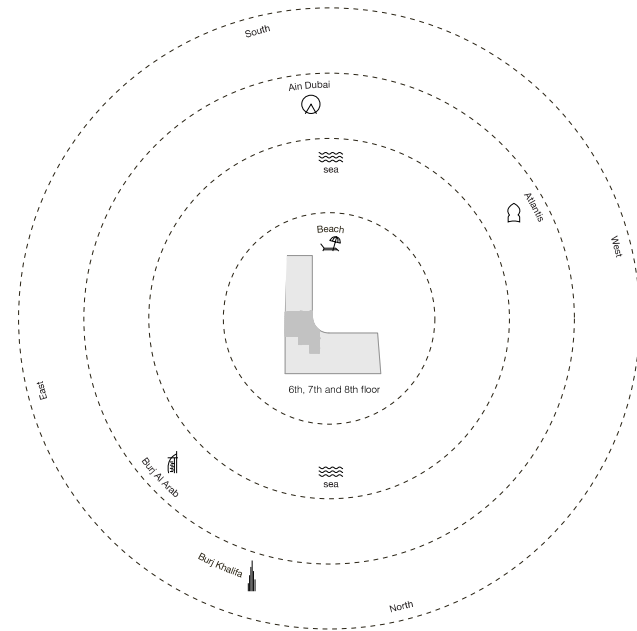 South
Ain Dubai
sea
Atlantis
Beach
West
East
6th, 7th and 8th floor
Burj Al Arab
sea
Burj Khalifa
North